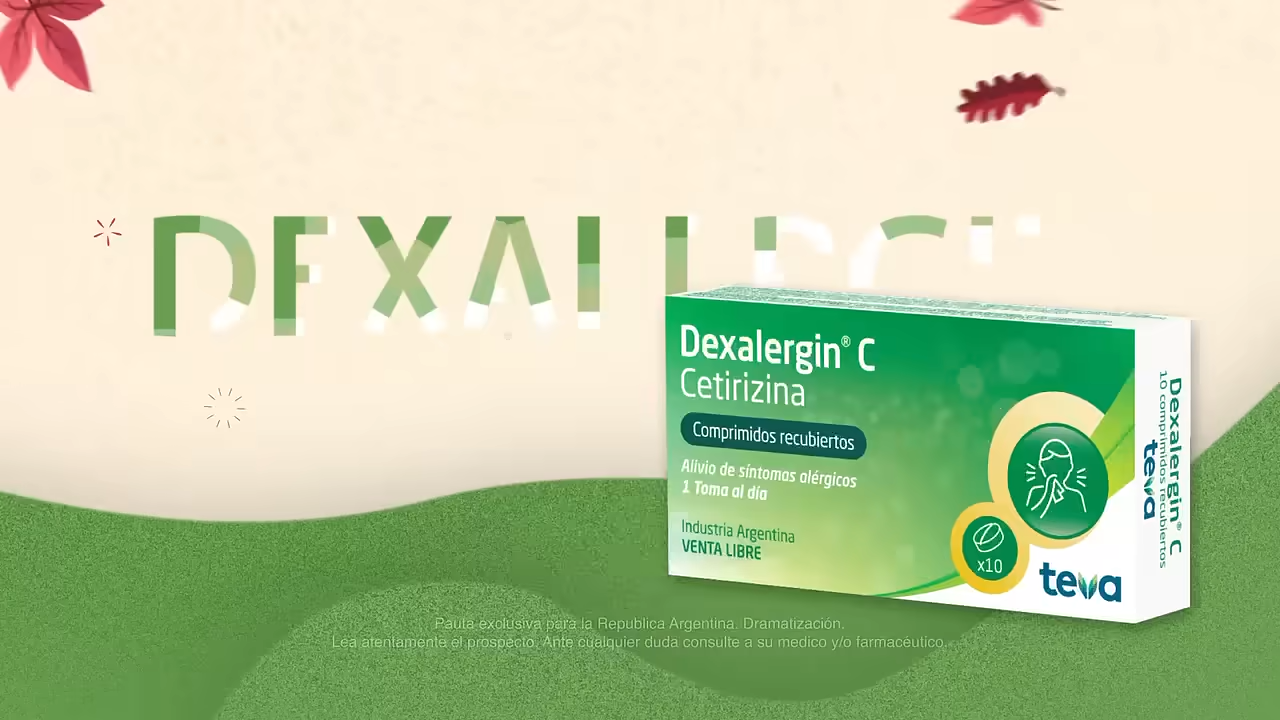 Dexalergin® C
Cetirizina
Comprimidos recubiertos
Alivio de síntomas alérgicos
1 Toma al día
Industria Argentina
VENTA LIBRE
x10
teva
Dexalergin® C
10 comprimidos recubiertos
teva
Pauta exclusiva para la Republica Argentina. Dramatización.
Lea atentamente el prospecto. Ante cualquier duda consulte a su medico y/o farmacéutico.